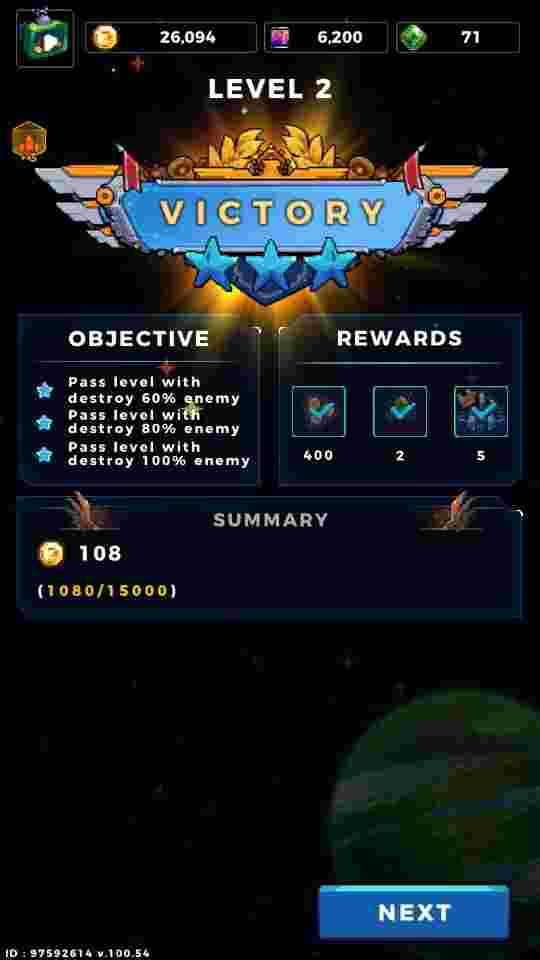 26,094 6,200 71
LEVEL 2
VICTORY
OBJECTIVE
Pass level with
destroy 60% enemy
Pass level with
destroy 80% enemy
Pass level with
destroy 100% enemy
REWARDS
400 2 5
SUMMARY
108
(1080/15000)
NEXT
ID : 97592614 v.100.54